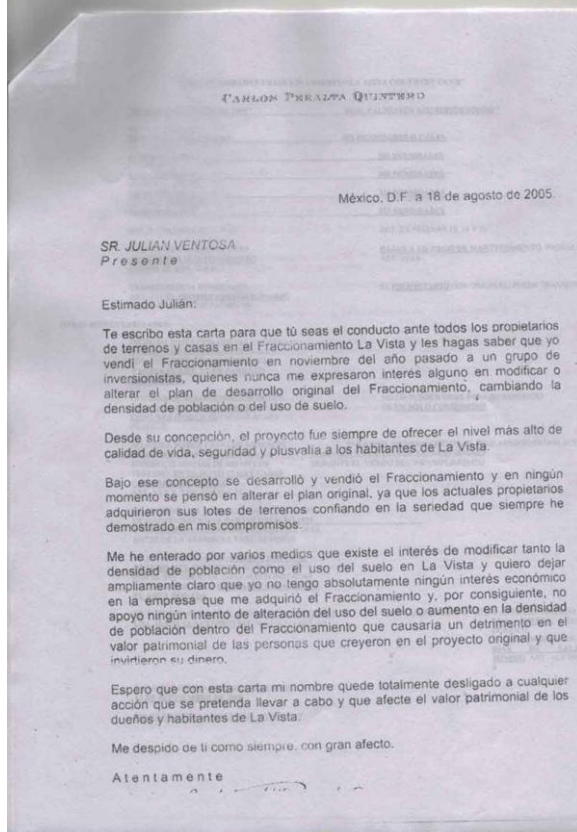 CARLOS PERALTA QUINTERO
México, D.F. a 18 de agosto de 2005.
SR. JULIAN VENTOSA
Presente
Estimado Julián:
Te escribo esta carta para que tú seas el conducto ante todos los propietarios
de terrenos y casas en el Fraccionamiento La Vista y les hagas saber que yo
vendí el Fraccionamiento en noviembre del año pasado a un grupo de
inversionistas, quienes nunca me expresaron interés alguno en modificar o
alterar el plan de desarrollo original del Fraccionamiento, cambiando la
densidad de población o del uso de suelo.
Desde su concepción, el proyecto fue siempre de ofrecer el nivel más alto de
calidad de vida, seguridad y plusvalía a los habitantes de La Vista.
Bajo ese concepto se desarrolló y vendió el Fraccionamiento y en ningún
momento se pensó en alterar el plan original, ya que los actuales propietarios
adquirieron sus lotes de terrenos confiando en la seriedad que siempre he
demostrado en mis compromisos.
Me he enterado por varios medios que existe el interés de modificar tanto la
densidad de población como el uso del suelo en La Vista y quiero dejar
ampliamente claro que yo no tengo absolutamente ningún interés económico
en la empresa que me adquirió el Fraccionamiento y, por consiguiente, no
apoyo ningún intento de alteración del uso del suelo o aumento en la densidad
de población dentro del Fraccionamiento que causaría un detrimento en el
valor patrimonial de las personas que creyeron en el proyecto original y que
invirtieron su dinero.
Espero que con esta carta mi nombre quede totalmente desligado a cualquier
acción que se pretenda llevar a cabo y que afecte el valor patrimonial de los
dueños y habitantes de La Vista.
Me despido de ti como siempre, con gran afecto.
Atentamente